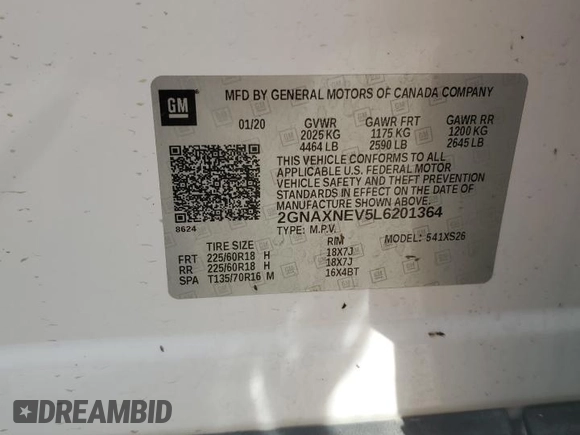 GM
MFD BY GENERAL MOTORS OF CANADA COMPANY
01/20 GVWR GAWR FRT GAWR RR
2025 KG 1175 KG 1200 KG
4464 LB 2590 LB 2645 LB
THIS VEHICLE CONFORMS TO ALL
APPLICABLE U.S. FEDERAL MOTOR
VEHICLE SAFETY AND THEFT PREVENTION
STANDARDS IN EFFECT ON THE DATE OF
MANUFACTURE SHOWN ABOVE.
2GNAXNEV5L6201364
8624
TYPE: M.P.V. MODEL: 541XS26
TIRE SIZE RIM
FRT 225/60R18 H 18X7J
RR 225/60R18 H 18X7J
SPA T135/70R16 M 16X4BT
DREAMBID